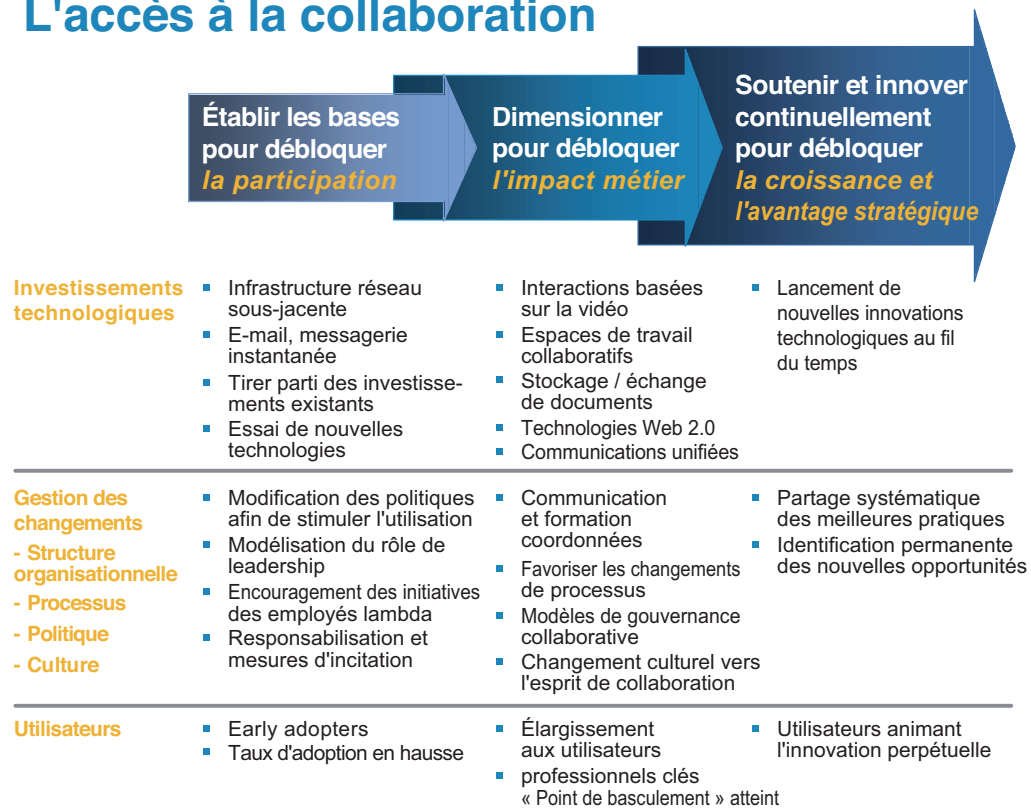 L'accès à la collaboration
Établir les bases
pour débloquer
la participation
Dimensionner
pour débloquer
l'impact métier
Soutenir et innover
continuellement
pour débloquer
la croissance et
l'avantage stratégique
Investissements
technologiques
Infrastructure réseau
sous-jacente
E-mail, messagerie
instantanée
Tirer parti des investisse-
ments existants
Essai de nouvelles
technologies
Interactions basées
sur la vidéo
Espaces de travail
collaboratifs
Stockage / échange
de documents
Technologies Web 2.0
Communications unifiées
Lancement de
nouvelles innovations
technologiques au fil
du temps
Gestion des
changements
- Structure
organisationnelle
- Processus
- Politique
- Culture
Modification des politiques
afin de stimuler l'utilisation
Modélisation du rôle de
leadership
Encouragement des initiatives
des employés lambda
Responsabilisation et
mesures d'incitation
Communication
et formation
coordonnées
Favoriser les changements
de processus
Modèles de gouvernance
collaborative
Changement culturel vers
l'esprit de collaboration
Partage systématique
des meilleures pratiques
Identification permanente
des nouvelles opportunités
Utilisateurs
Early adopters
Taux d'adoption en hausse
Élargissement
aux utilisateurs
professionnels clés
« Point de basculement » atteint
Utilisateurs animant
l'innovation perpétuelle